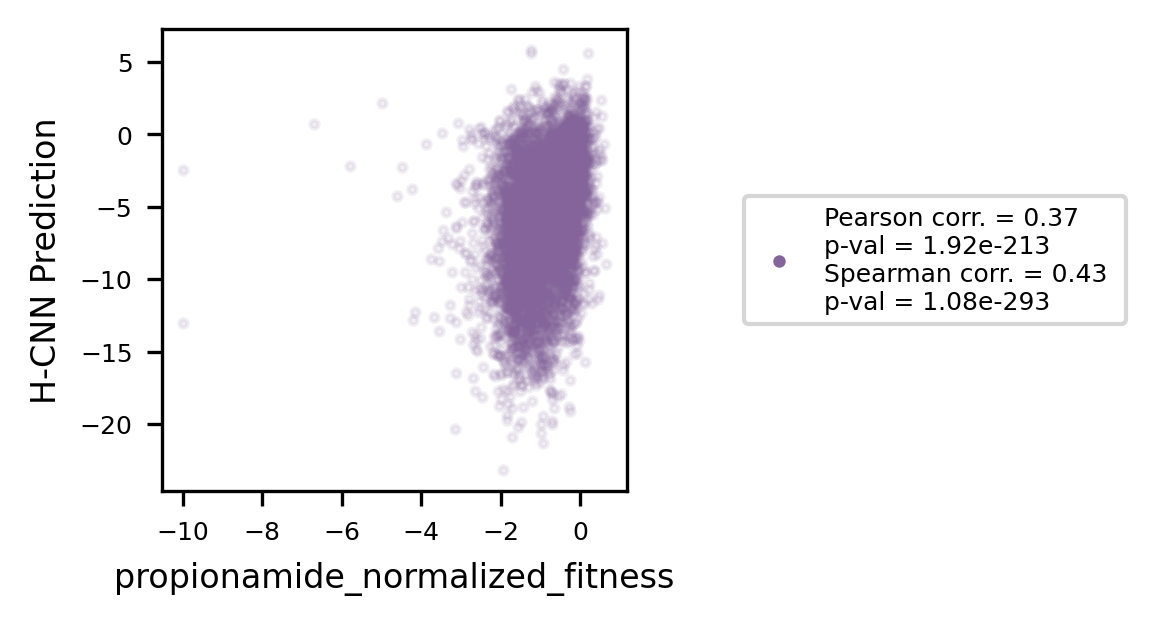 H-CNN Prediction
5
0
−5
−10
−15
−20
−10 −8 −6 −4 −2 0
propionamide_normalized_fitness
Pearson corr. = 0.37
p-val = 1.92e-213
Spearman corr. = 0.43
p-val = 1.08e-293